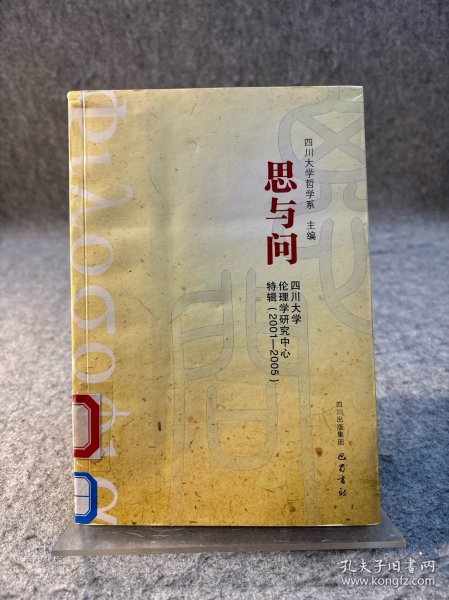 四川大学哲学系 主编
思与问
四川大学
伦理学研究中心
特辑(2001—2005)
四川出版集团
巴蜀书社
孔夫子旧书网
www.kongfz.com